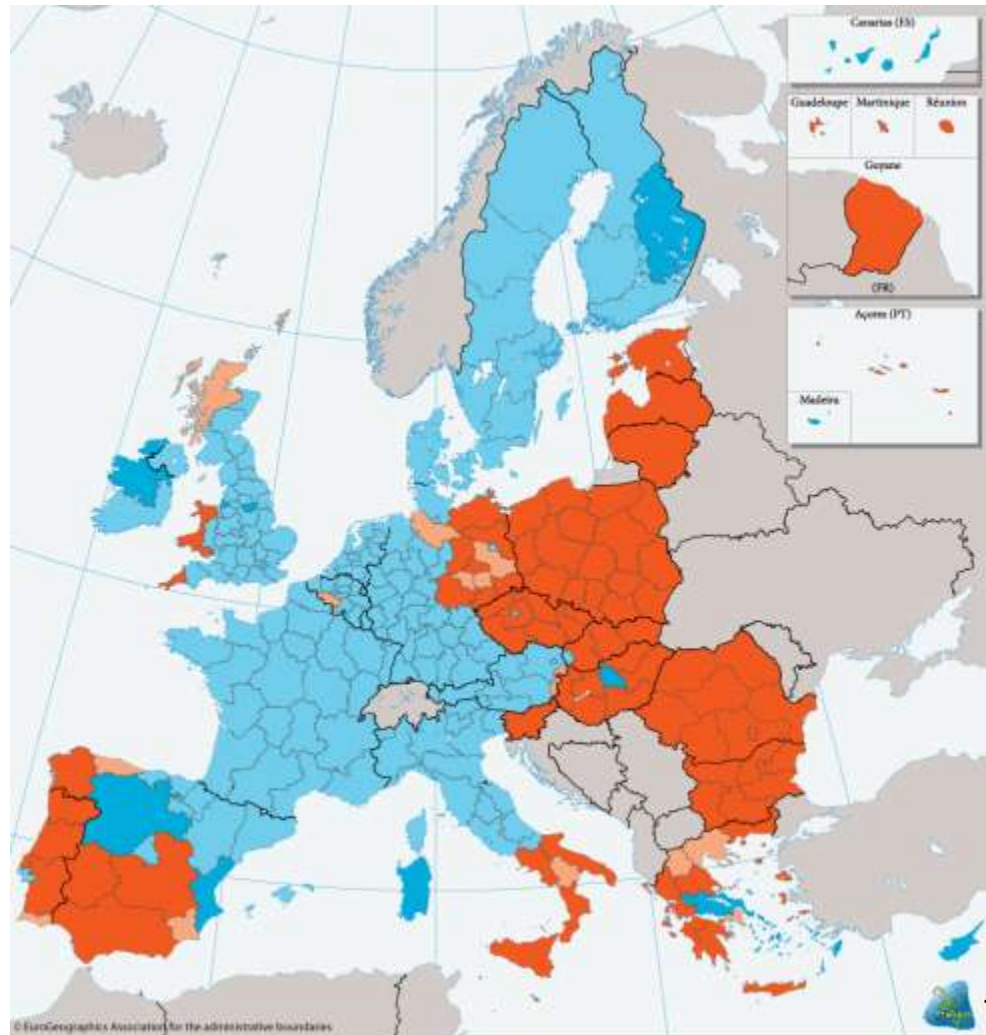 Canarias (ES)
Guadeloupe
Martinique
Réunion
Guyane
(FR)
Açores (PT)
Madeira
© EuroGeographics Association for the administrative boundaries